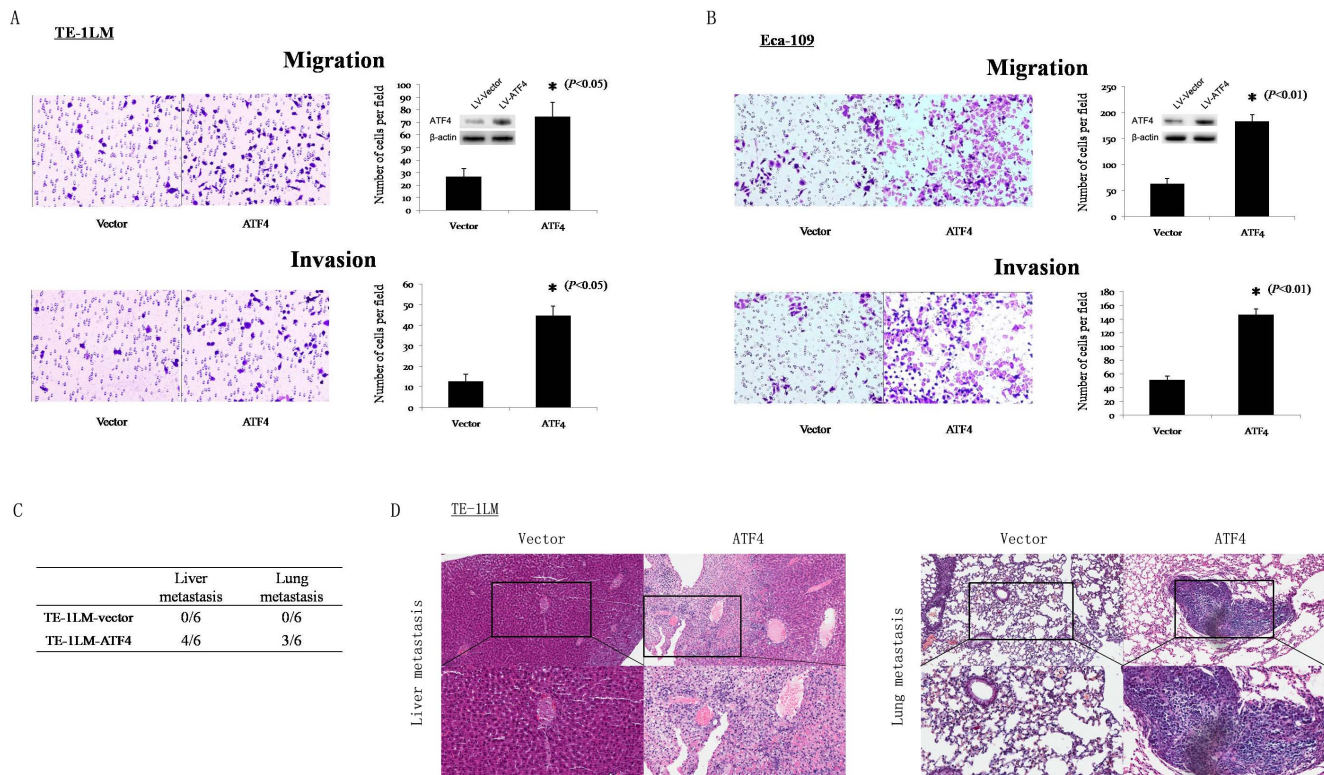 A
TE-1LM
Migration
Number of cells per field
100
90
80
70
60
50
40
30
20
10
0
LV-Vector
LV-ATF4
ATF4
β-actin
* (P<0.05)
Vector
ATF4
Vector
ATF4
Invasion
Number of cells per field
60
50
40
30
20
10
0
* (P<0.05)
Vector
ATF4
Vector
ATF4
B
Eca-109
Migration
Number of cells per field
250
200
150
100
50
0
LV-Vector
LV-ATF4
ATF4
β-actin
* (P<0.01)
Vector
ATF4
Vector
ATF4
Invasion
Number of cells per field
180
160
140
120
100
80
60
40
20
0
* (P<0.01)
Vector
ATF4
Vector
ATF4
C
Liver metastasis Lung metastasis
TE-1LM-vector 0/6 0/6
TE-1LM-ATF4 4/6 3/6
D
TE-1LM
Vector ATF4
Liver metastasis
Vector ATF4
Lung metastasis